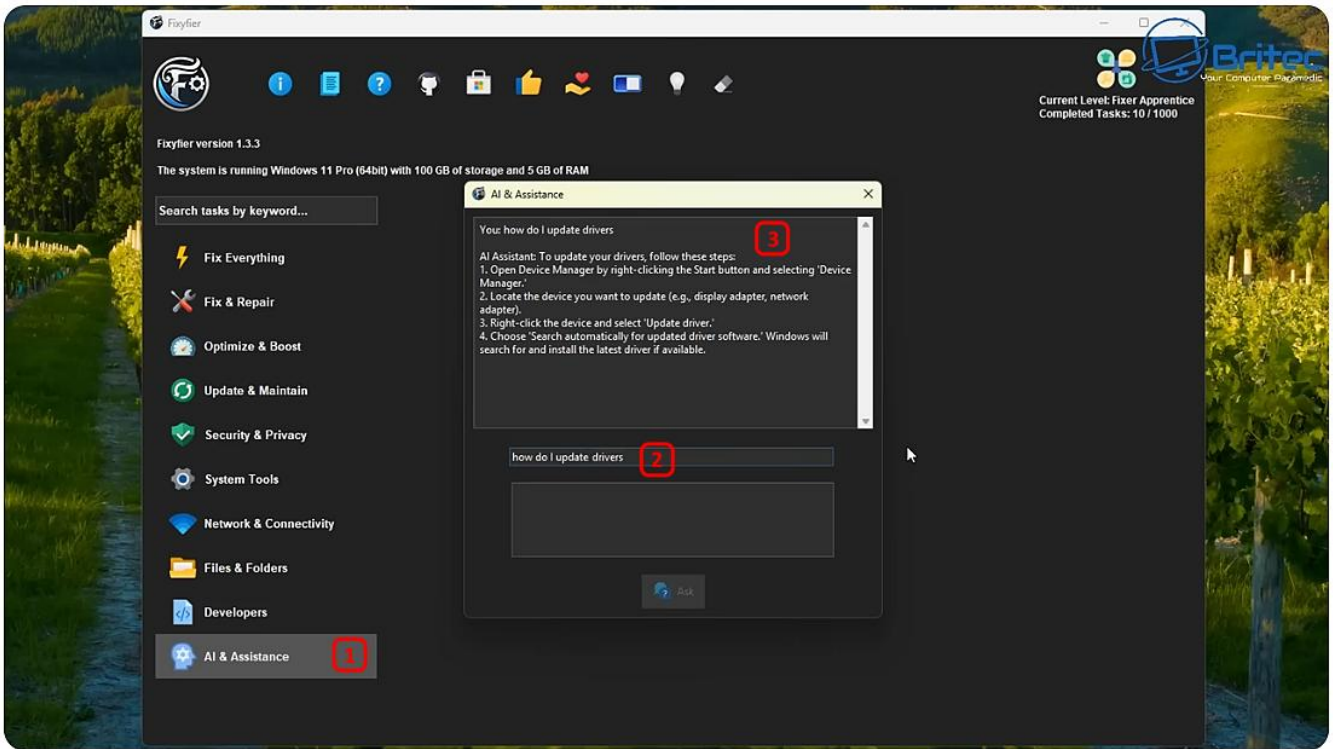 Fixyfier
Britec
Your Computer Paramedic
Current Level: Fixer Apprentice
Completed Tasks: 10 / 1000
Fixyfier version 1.3.3
The system is running Windows 11 Pro (64bit) with 100 GB of storage and 5 GB of RAM
Search tasks by keyword...
Fix Everything
Fix & Repair
Optimize & Boost
Update & Maintain
Security & Privacy
System Tools
Network & Connectivity
Files & Folders
Developers
AI & Assistance
1
AI & Assistance
You: how do I update drivers
3
AI Assistant: To update your drivers, follow these steps:
1. Open Device Manager by right-clicking the Start button and selecting 'Device
Manager.'
2. Locate the device you want to update (e.g., display adapter, network
adapter).
3. Right-click the device and select 'Update driver.'
4. Choose 'Search automatically for updated driver software.' Windows will
search for and install the latest driver if available.
how do I update drivers
2
Ask